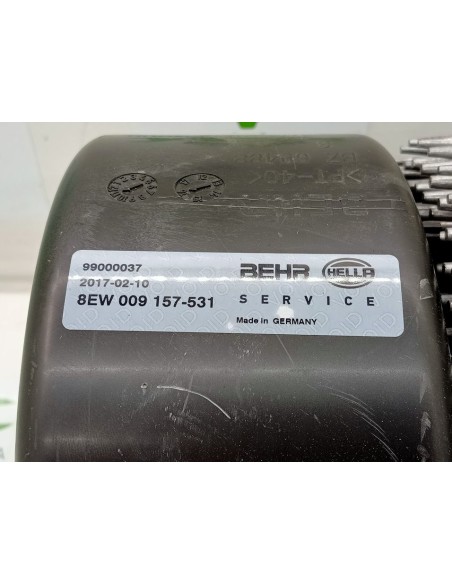 99000037
2017-02-10
8EW 009 157-531
BEHR HELLA
SERVICE
Made in GERMANY